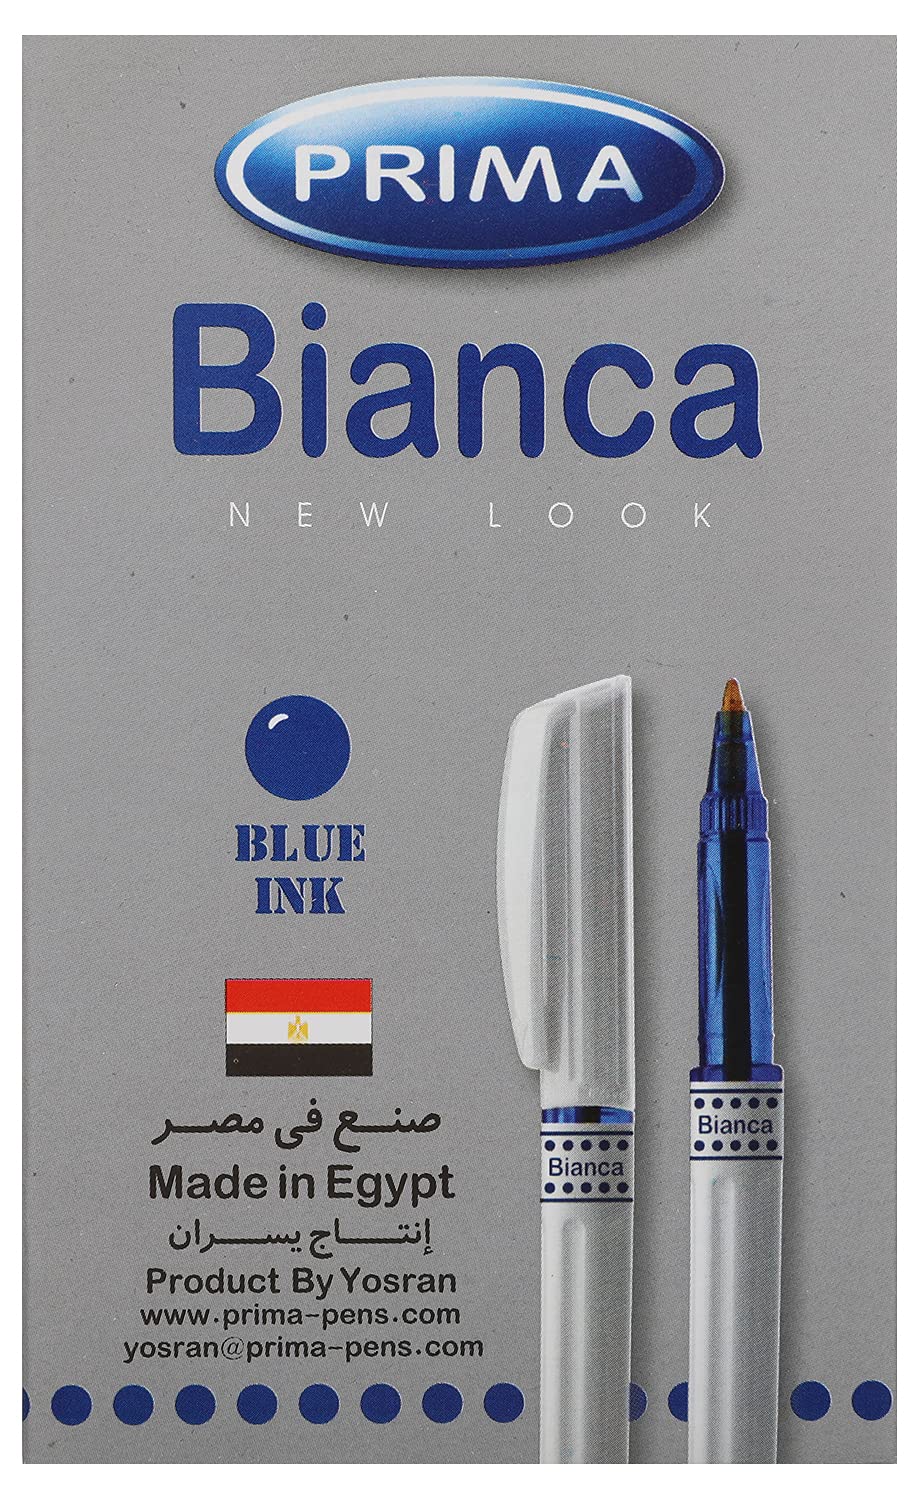 PRIMA
Bianca
NEW LOOK
BLUE
INK
Bianca
Bianca
صنع في مصر
Made in Egypt
إنتاج يسران
Product By Yosran
www.prima-pens.com
yosran@prima-pens.com